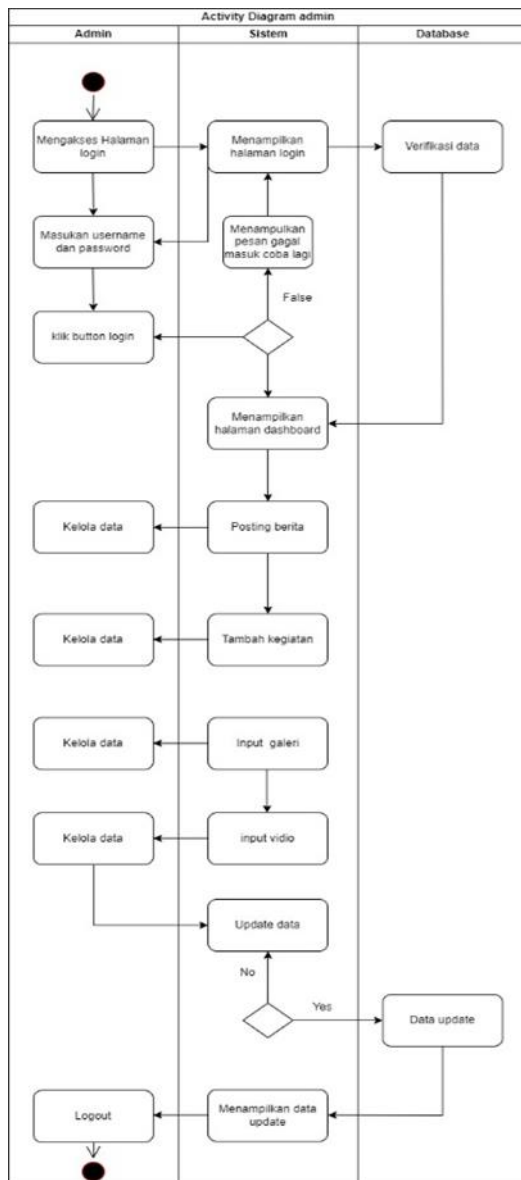 Activity Diagram admin
Admin
Sistem
Database
Mengakses Halaman
login
Menampilkan
halaman login
Verifikasi data
Masukan username
dan password
Menampulkan
pesan gagal
masuk coba lagi
False
klik button login
Menampilkan
halaman dashboard
Kelola data
Posting berita
Kelola data
Tambah kegiatan
Kelola data
Input galeri
Kelola data
input vidio
Update data
No
Yes
Data update
Logout
Menampilkan data
update